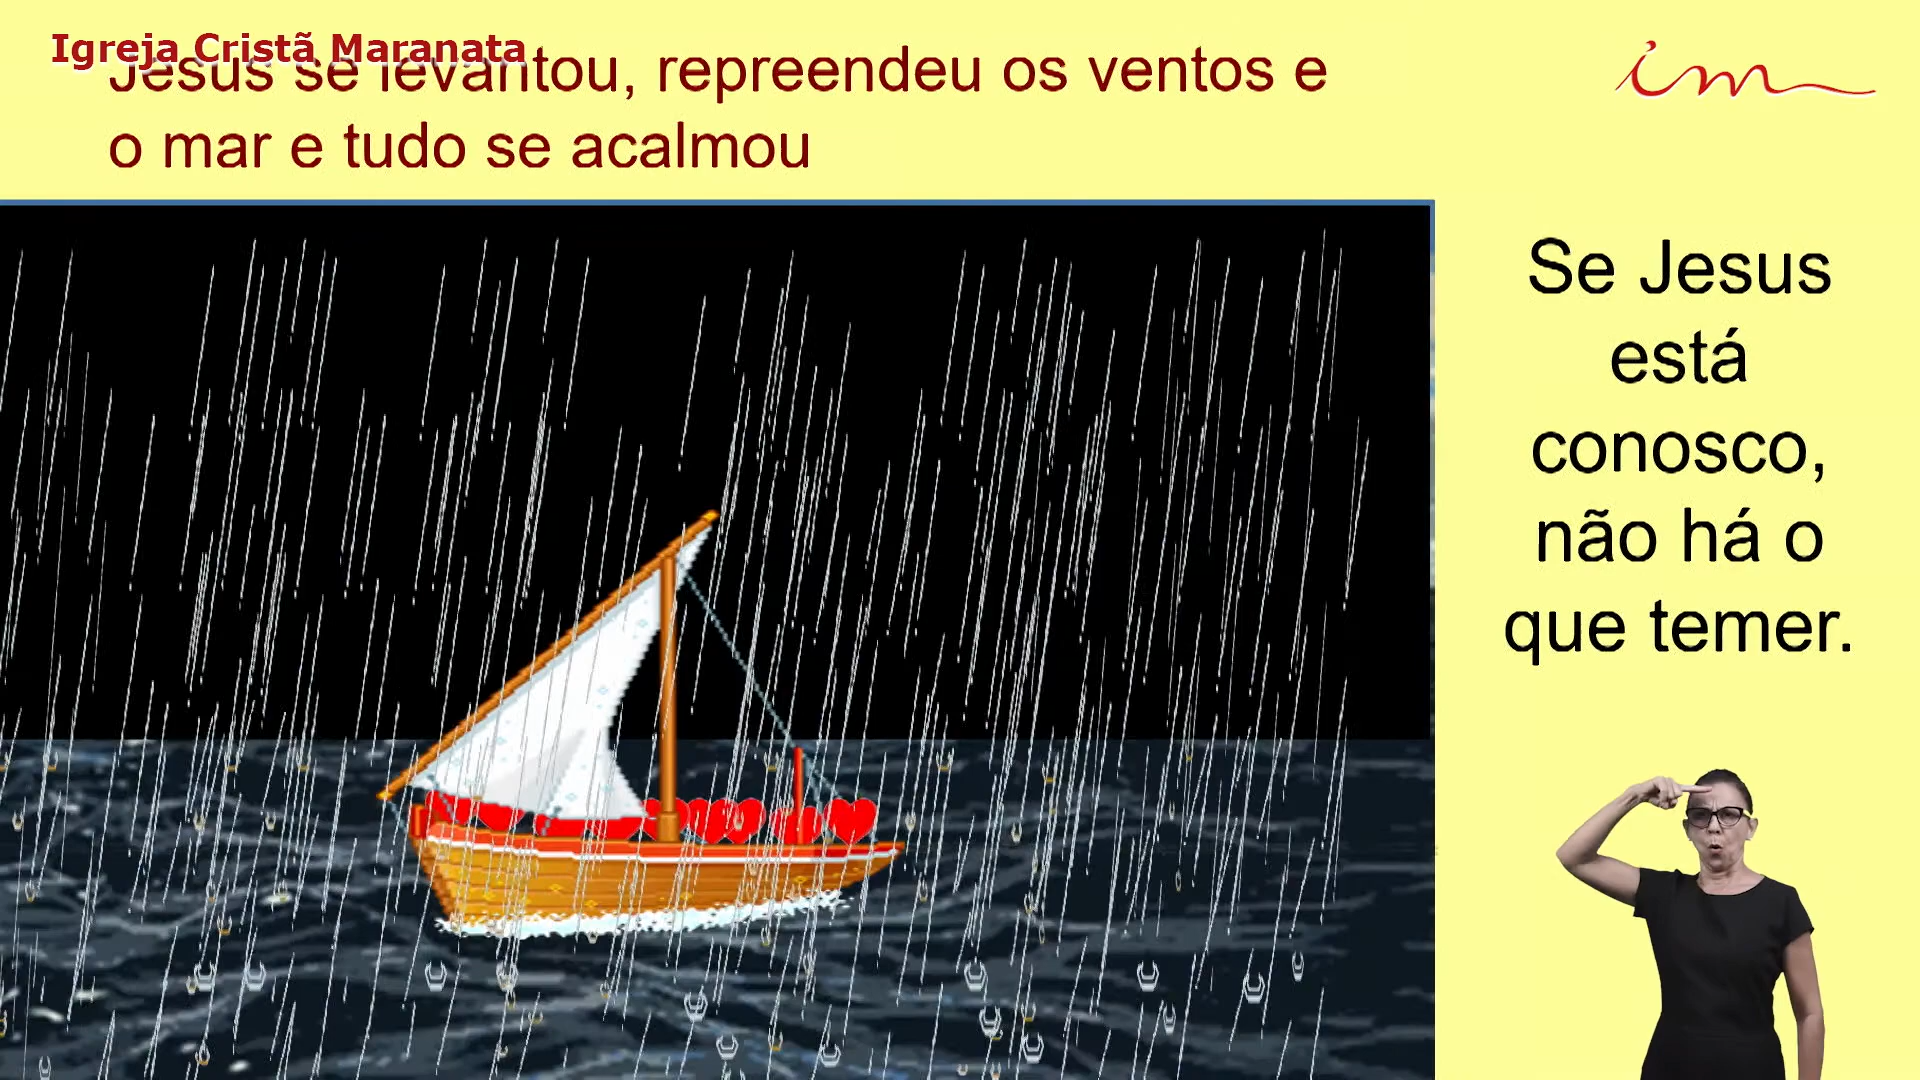 Igreja Cristã Maranata
Jesus se levantou, repreendeu os ventos e
o mar e tudo se acalmou
im
Se Jesus
está
conosco,
não há o
que temer.